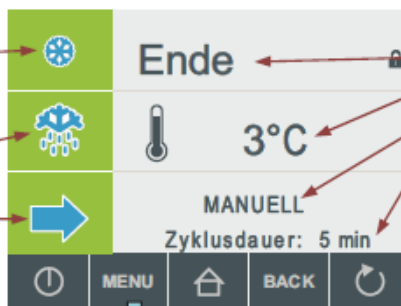 Ende
3°C
MANUELL
Zyklusdauer: 5 min
MENU BACK